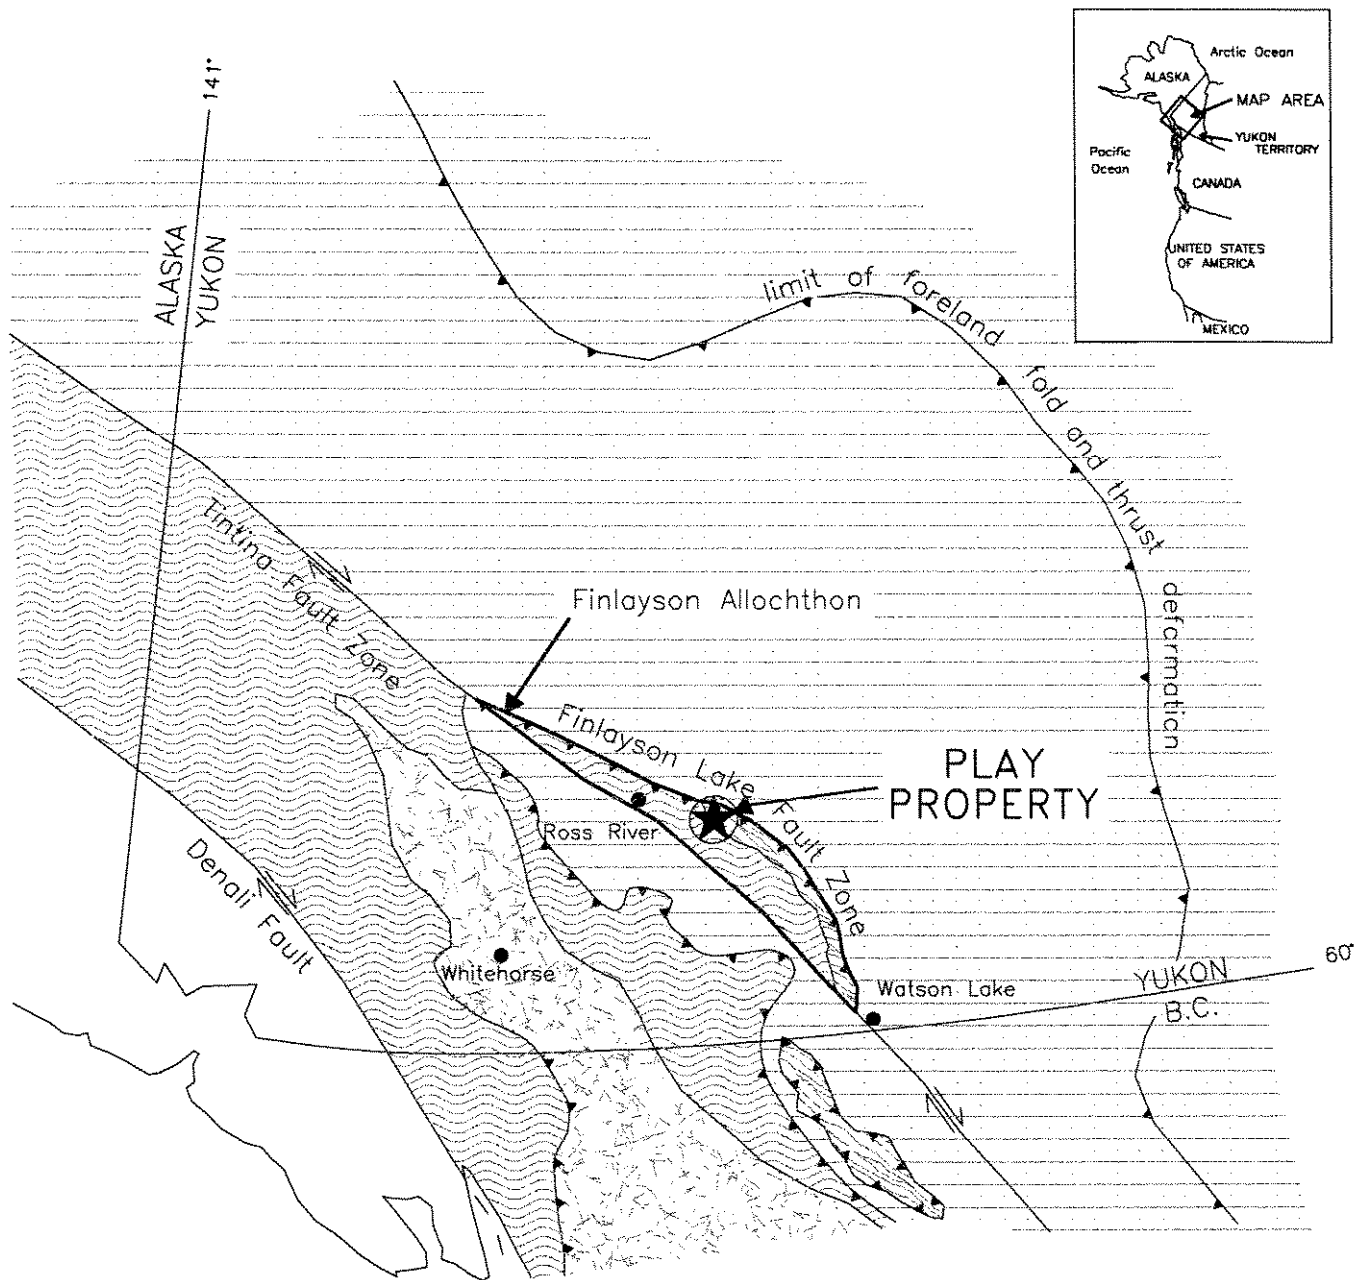 141°
ALASKA
YUKON
Arctic Ocean
ALASKA
MAP AREA
YUKON
TERRITORY
Pacific
Ocean
CANADA
UNITED STATES
OF AMERICA
MEXICO
limit of foreland fold and thrust deformation
Tintina Fault Zone
Finlayson Allochthon
Finlayson Lake Fault Zone
PLAY
PROPERTY
Ross River
Denali Fault
Whitehorse
Watson Lake
60°
YUKON
B.C.